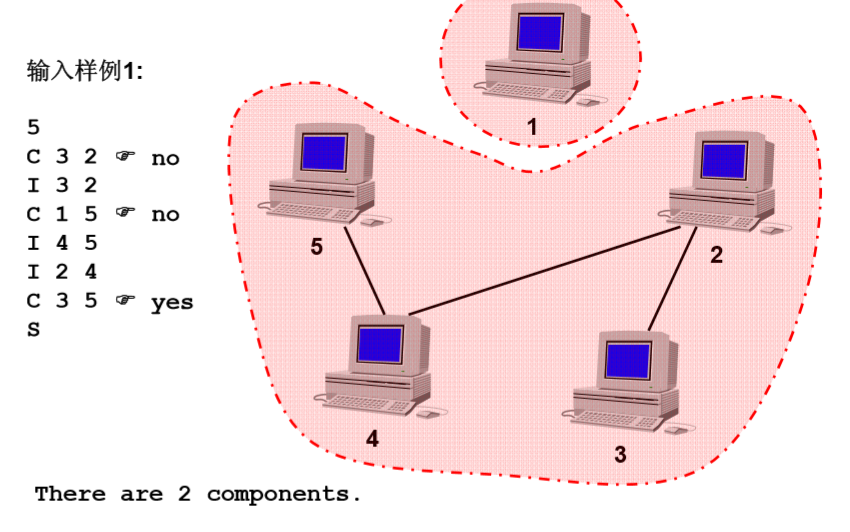 输入样例1:
5
C 3 2 ☞ no
I 3 2
C 1 5 ☞ no
I 4 5
I 2 4
C 3 5 ☞ yes
S
1
5
2
4
3
There are 2 components.